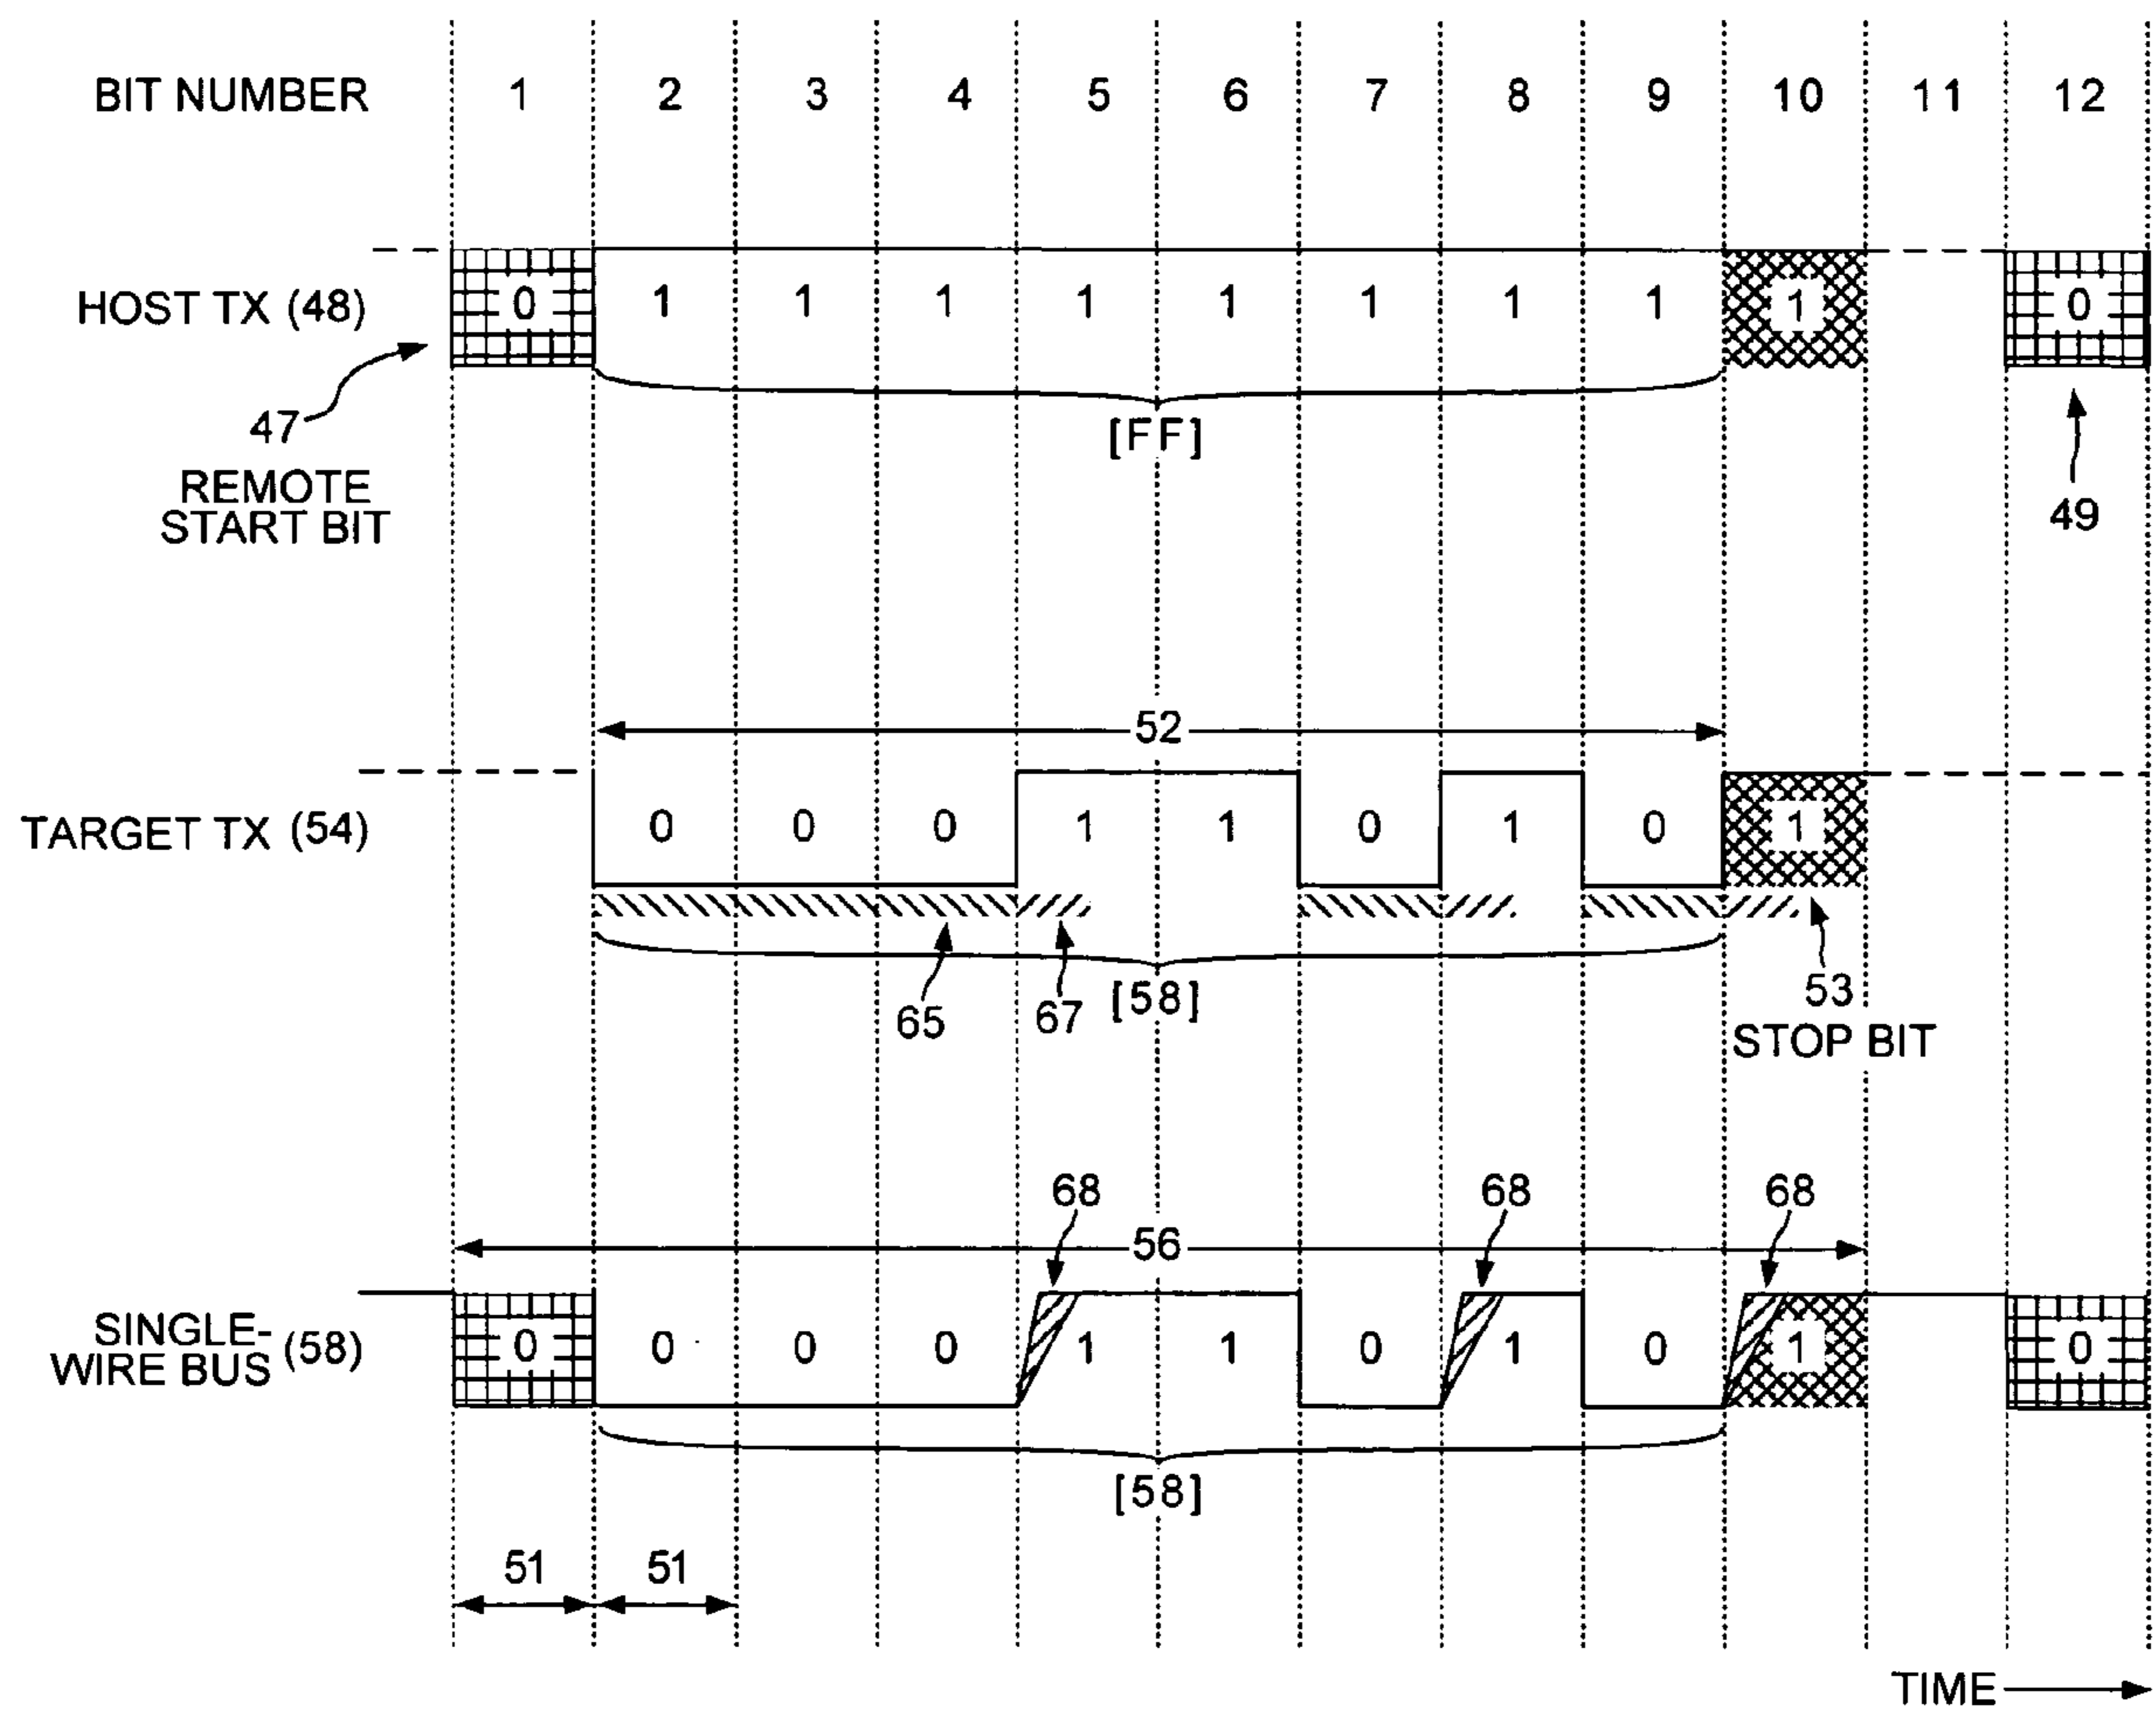 BIT NUMBER 1 2 3 4 5 6 7 8 9 10 11 12
HOST TX (48) 0 1 1 1 1 1 1 1 1 1 0
47
REMOTE
START BIT
[FF]
49
52
TARGET TX (54) 0 0 0 1 1 0 1 0 1
65
67
[58]
53
STOP BIT
68 68 68
56
SINGLE-
WIRE BUS (58) 0 0 0 0 1 1 0 1 0 1 0
[58]
51 51
TIME